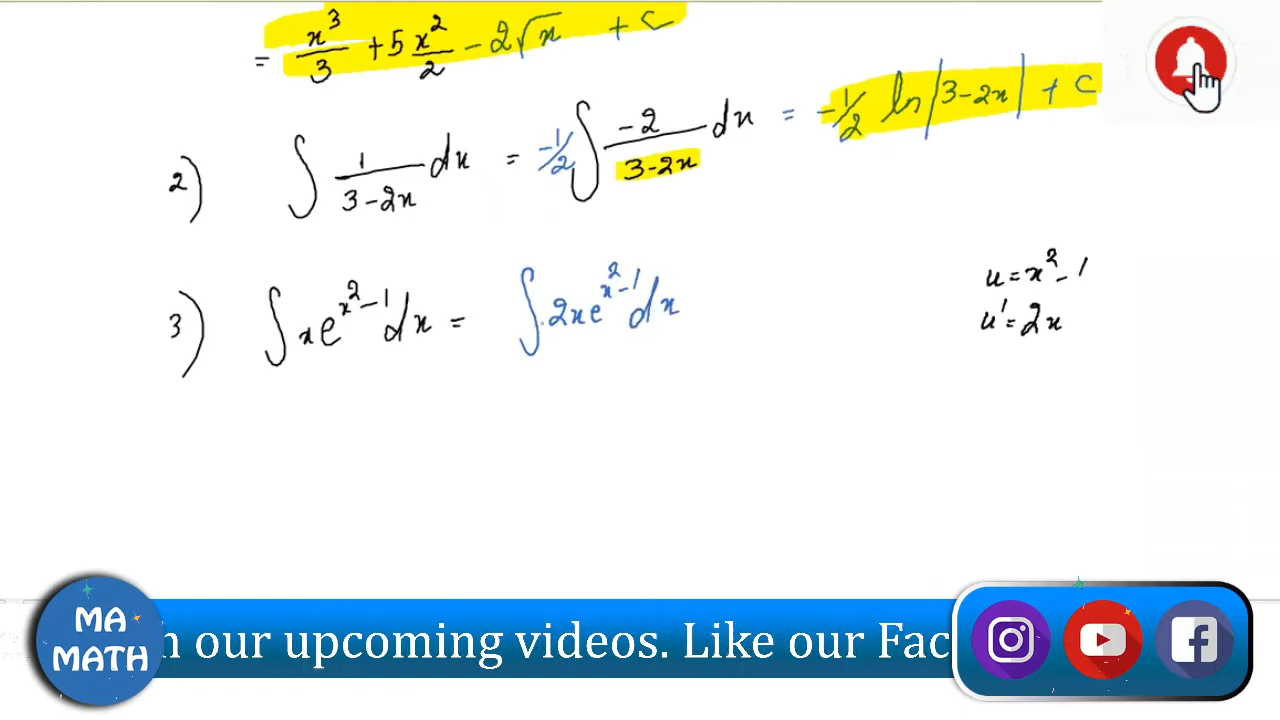 = x³/3 + 5 x²/2 - 2√x + C
2) ∫ 1/(3-2x) dx = -1/2 ∫ -2/(3-2x) dx = -1/2 ln|3-2x| + C
3) ∫ x e^(x²-1) dx = ∫ 2x e^(x²-1) dx
u = x² - 1
u' = 2x
MA
MATH
our upcoming videos. Like our Fac